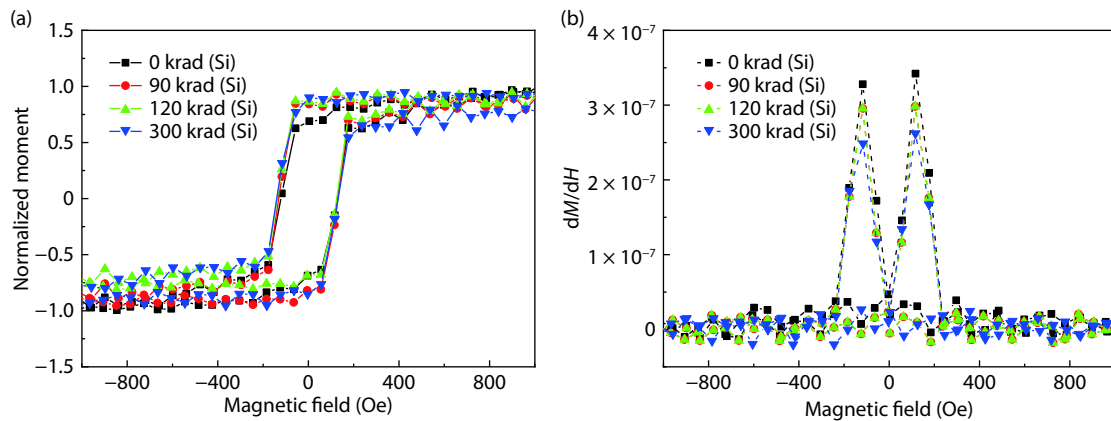 (a)
1.5
1.0
0.5
0
−0.5
−1.0
−1.5
Normalized moment
0 krad (Si)
90 krad (Si)
120 krad (Si)
300 krad (Si)
−800
−400
0
400
800
Magnetic field (Oe)
(b)
4 × 10⁻⁷
3 × 10⁻⁷
2 × 10⁻⁷
1 × 10⁻⁷
0
dM/dH
0 krad (Si)
90 krad (Si)
120 krad (Si)
300 krad (Si)
−800
−400
0
400
800
Magnetic field (Oe)